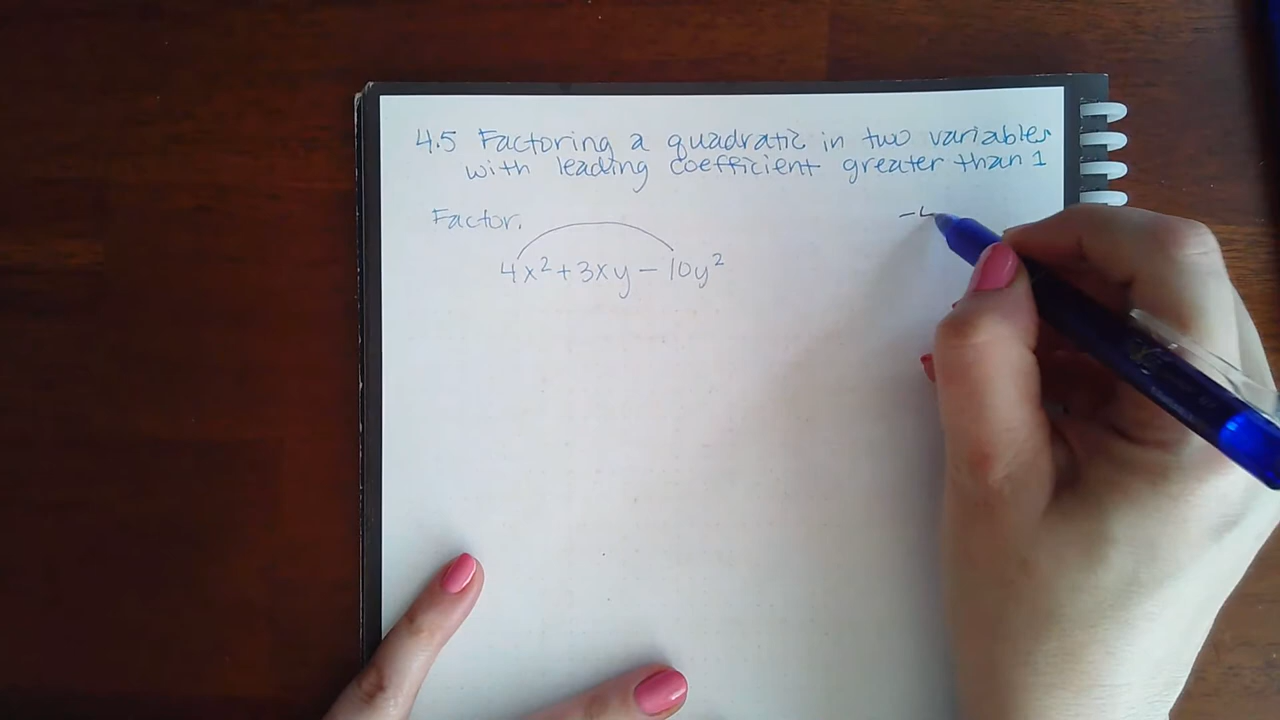 4.5 Factoring a quadratic in two variables
with leading coefficient greater than 1
Factor.
4x²+3xy-10y²